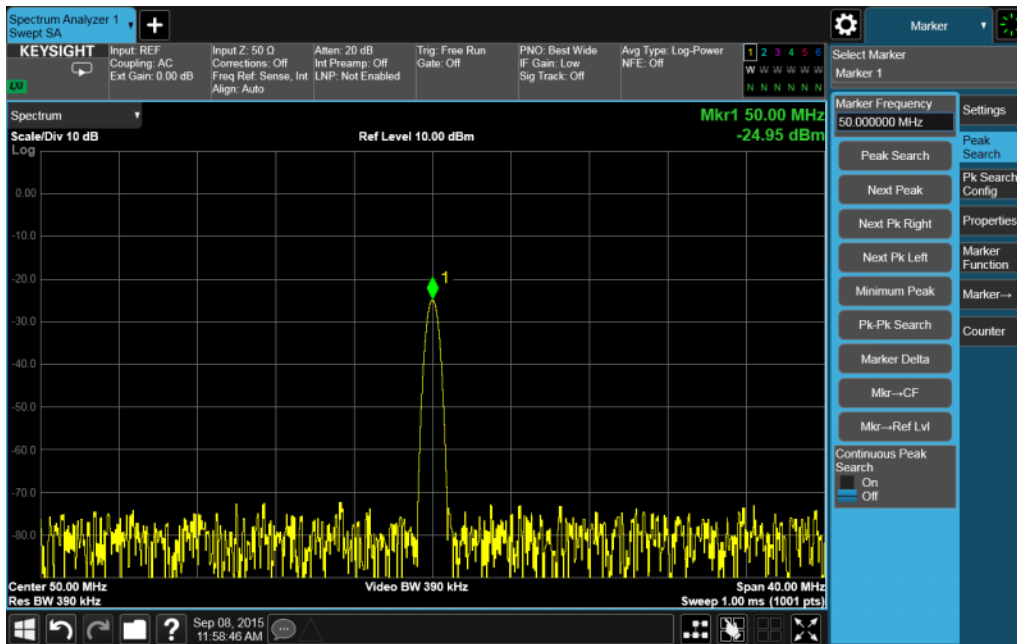 Spectrum Analyzer 1
Swept SA
Marker
KEYSIGHT
LXI
Input: REF
Coupling: AC
Ext Gain: 0.00 dB
Input Z: 50 Ω
Corrections: Off
Freq Ref: Sense, Int
Align: Auto
Atten: 20 dB
Int Preamp: Off
LNP: Not Enabled
Trig: Free Run
Gate: Off
PNO: Best Wide
IF Gain: Low
Sig Track: Off
Avg Type: Log-Power
NFE: Off
1 2 3 4 5 6
W W W W W W
N N N N N N
Select Marker
Marker 1
Spectrum
Scale/Div 10 dB
Log
Ref Level 10.00 dBm
Mkr1 50.00 MHz
-24.95 dBm
0.00
-10.0
-20.0
-30.0
-40.0
-50.0
-60.0
-70.0
-80.0
1
Center 50.00 MHz
Res BW 390 kHz
Video BW 390 kHz
Span 40.00 MHz
Sweep 1.00 ms (1001 pts)
Marker Frequency
50.000000 MHz
Peak Search
Next Peak
Next Pk Right
Next Pk Left
Minimum Peak
Pk-Pk Search
Marker Delta
Mkr→CF
Mkr→Ref Lvl
Continuous Peak
Search
On
Off
Settings
Peak
Search
Pk Search
Config
Properties
Marker
Function
Marker→
Counter
?
Sep 08, 2015
11:58:46 AM